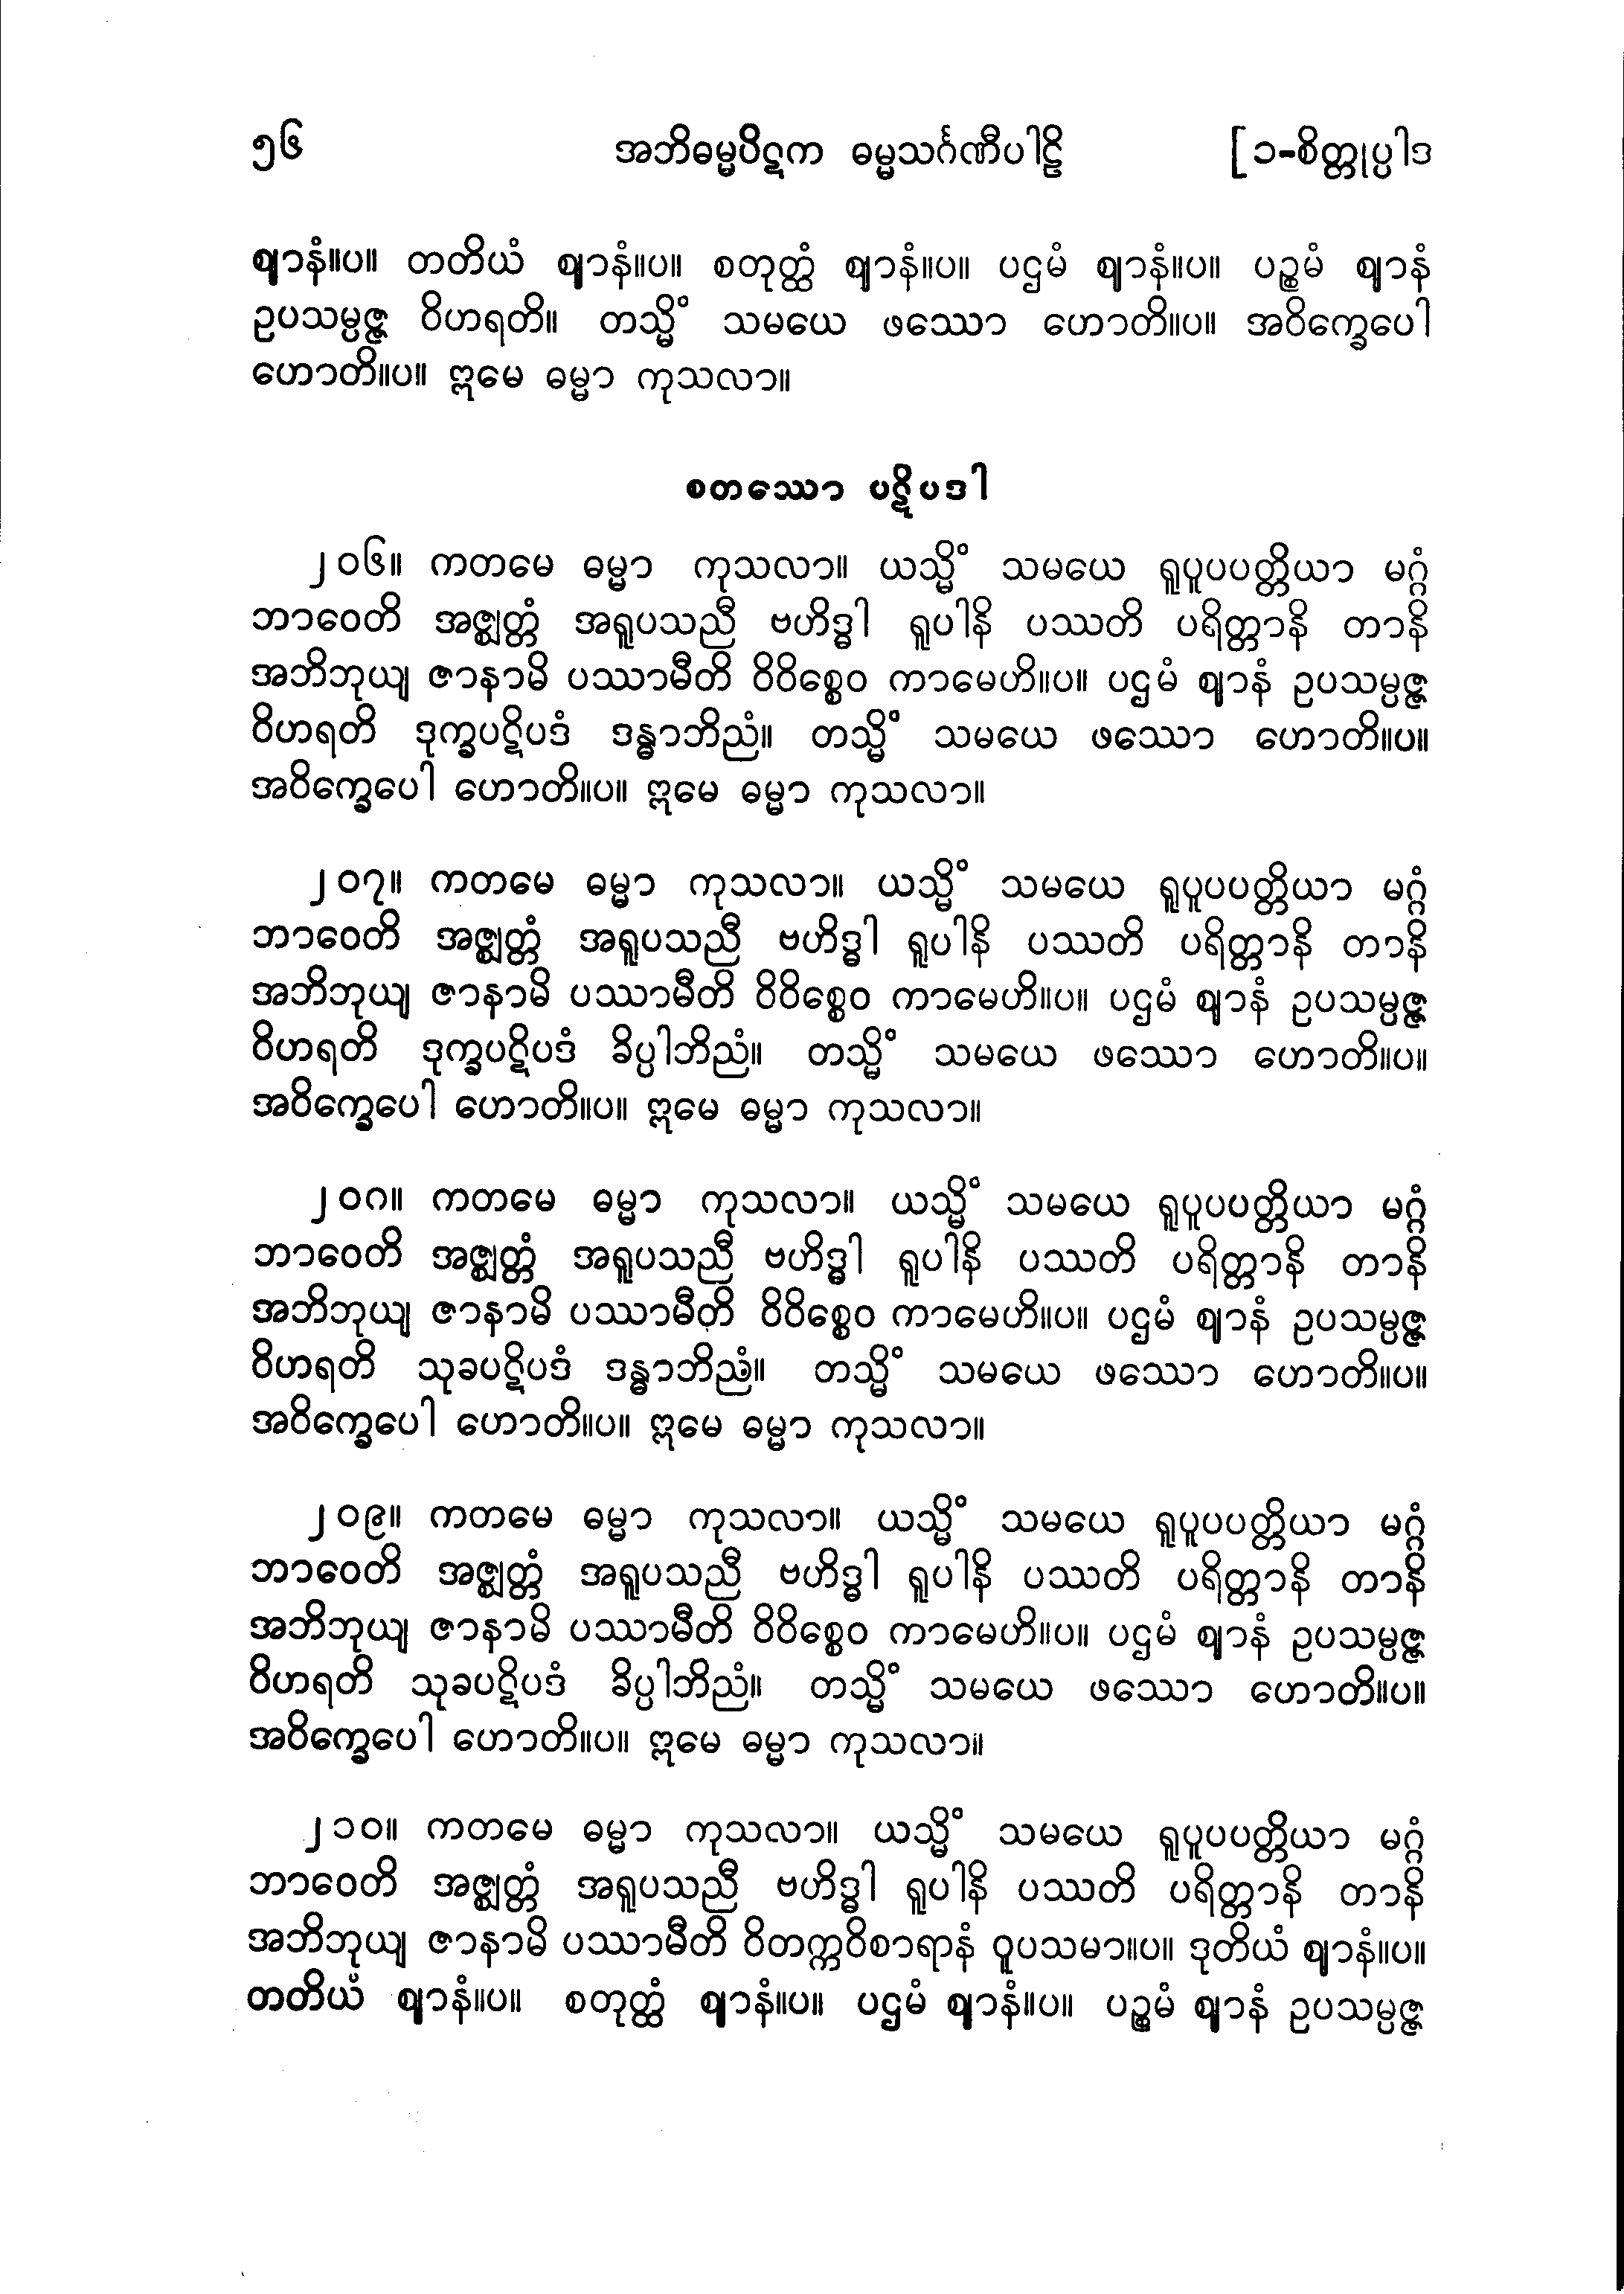 ၅၆ အဘိဓမ္မပိဋက ဓမ္မသင်္ဂဏီပါဠိ [၁-စိတ္တုပ္ပါဒ
ဈာနံ။ပ။ တတိယံ ဈာနံ။ပ။ စတုတ္ထံ ဈာနံ။ပ။ ပဌမံ ဈာနံ။ပ။ ပဉ္စမံ ဈာနံ
ဥပသမ္ပဇ္ဇ ဝိဟရတိ။ တသ္မိံ သမယေ ဖဿော ဟောတိ။ပ။ အဝိက္ခေပေါ
ဟောတိ။ပ။ ဣမေ ဓမ္မာ ကုသလာ။
စတဿော ပဋိပဒါ
၂၀၆။ ကတမေ ဓမ္မာ ကုသလာ။ ယသ္မိံ သမယေ ရူပူပပတ္တိယာ မဂ္ဂံ
ဘာဝေတိ အဇ္ဈတ္တံ အရူပသညီ ဗဟိဒ္ဓါ ရူပါနိ ပဿတိ ပရိတ္တာနိ တာနိ
အဘိဘုယျ ဇာနာမိ ပဿာမီတိ ဝိဝိစ္စေဝ ကာမေဟိ။ပ။ ပဌမံ ဈာနံ ဥပသမ္ပဇ္ဇ
ဝိဟရတိ ဒုက္ခပဋိပဒံ ဒန္ဓာဘိညံ။ တသ္မိံ သမယေ ဖဿော ဟောတိ။ပ။
အဝိက္ခေပေါ ဟောတိ။ပ။ ဣမေ ဓမ္မာ ကုသလာ။
၂၀၇။ ကတမေ ဓမ္မာ ကုသလာ။ ယသ္မိံ သမယေ ရူပူပပတ္တိယာ မဂ္ဂံ
ဘာဝေတိ အဇ္ဈတ္တံ အရူပသညီ ဗဟိဒ္ဓါ ရူပါနိ ပဿတိ ပရိတ္တာနိ တာနိ
အဘိဘုယျ ဇာနာမိ ပဿာမီတိ ဝိဝိစ္စေဝ ကာမေဟိ။ပ။ ပဌမံ ဈာနံ ဥပသမ္ပဇ္ဇ
ဝိဟရတိ ဒုက္ခပဋိပဒံ ခိပ္ပါဘိညံ။ တသ္မိံ သမယေ ဖဿော ဟောတိ။ပ။
အဝိက္ခေပေါ ဟောတိ။ပ။ ဣမေ ဓမ္မာ ကုသလာ။
၂၀၈။ ကတမေ ဓမ္မာ ကုသလာ။ ယသ္မိံ သမယေ ရူပူပပတ္တိယာ မဂ္ဂံ
ဘာဝေတိ အဇ္ဈတ္တံ အရူပသညီ ဗဟိဒ္ဓါ ရူပါနိ ပဿတိ ပရိတ္တာနိ တာနိ
အဘိဘုယျ ဇာနာမိ ပဿာမီတိ ဝိဝိစ္စေဝ ကာမေဟိ။ပ။ ပဌမံ ဈာနံ ဥပသမ္ပဇ္ဇ
ဝိဟရတိ သုခပဋိပဒံ ဒန္ဓာဘိညံ။ တသ္မိံ သမယေ ဖဿော ဟောတိ။ပ။
အဝိက္ခေပေါ ဟောတိ။ပ။ ဣမေ ဓမ္မာ ကုသလာ။
၂၀၉။ ကတမေ ဓမ္မာ ကုသလာ။ ယသ္မိံ သမယေ ရူပူပပတ္တိယာ မဂ္ဂံ
ဘာဝေတိ အဇ္ဈတ္တံ အရူပသညီ ဗဟိဒ္ဓါ ရူပါနိ ပဿတိ ပရိတ္တာနိ တာနိ
အဘိဘုယျ ဇာနာမိ ပဿာမီတိ ဝိဝိစ္စေဝ ကာမေဟိ။ပ။ ပဌမံ ဈာနံ ဥပသမ္ပဇ္ဇ
ဝိဟရတိ သုခပဋိပဒံ ခိပ္ပါဘိညံ။ တသ္မိံ သမယေ ဖဿော ဟောတိ။ပ။
အဝိက္ခေပေါ ဟောတိ။ပ။ ဣမေ ဓမ္မာ ကုသလာ။
၂၁၀။ ကတမေ ဓမ္မာ ကုသလာ။ ယသ္မိံ သမယေ ရူပူပပတ္တိယာ မဂ္ဂံ
ဘာဝေတိ အဇ္ဈတ္တံ အရူပသညီ ဗဟိဒ္ဓါ ရူပါနိ ပဿတိ ပရိတ္တာနိ တာနိ
အဘိဘုယျ ဇာနာမိ ပဿာမီတိ ဝိတက္ကဝိစာရာနံ ဝူပသမာ။ပ။ ဒုတိယံ ဈာနံ။ပ။
တတိယံ ဈာနံ။ပ။ စတုတ္ထံ ဈာနံ။ပ။ ပဌမံ ဈာနံ။ပ။ ပဉ္စမံ ဈာနံ ဥပသမ္ပဇ္ဇ